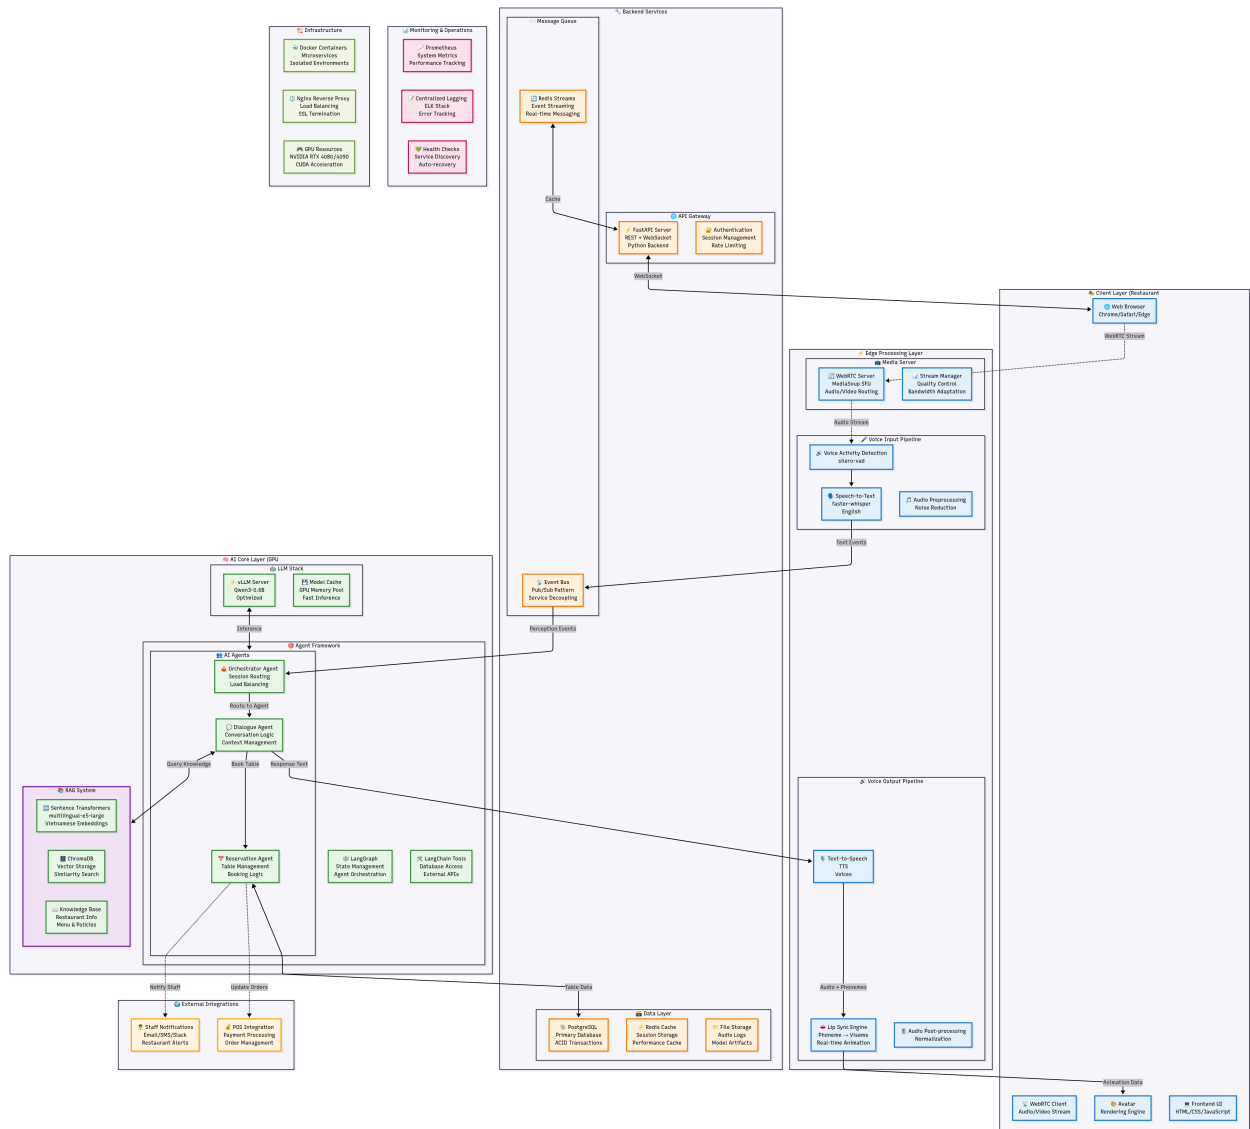 🏗️ Infrastructure
🐳 Docker Containers
Microservices
Isolated Environments
⚖️ Nginx Reverse Proxy
Load Balancing
SSL Termination
🎮 GPU Resources
NVIDIA RTX 4080/4090
CUDA Acceleration
📊 Monitoring & Operations
📈 Prometheus
System Metrics
Performance Tracking
📝 Centralized Logging
ELK Stack
Error Tracking
💚 Health Checks
Service Discovery
Auto-recovery
🔧 Backend Services
📨 Message Queue
🔄 Redis Streams
Event Streaming
Real-time Messaging
Cache
🌐 API Gateway
⚡ FastAPI Server
REST + WebSocket
Python Backend
🔐 Authentication
Session Management
Rate Limiting
WebSocket
🎭 Client Layer (Restaurant
🌐 Web Browser
Chrome/Safari/Edge
WebRTC Stream
⚡ Edge Processing Layer
📺 Media Server
🔄 WebRTC Server
MediaSoup SFU
Audio/Video Routing
📊 Stream Manager
Quality Control
Bandwidth Adaptation
Audio Stream
🎤 Voice Input Pipeline
🔊 Voice Activity Detection
silero-vad
🗣️ Speech-to-Text
faster-whisper
English
🎵 Audio Preprocessing
Noise Reduction
Text Events
📡 Event Bus
Pub/Sub Pattern
Service Decoupling
Perception Events
🧠 AI Core Layer (GPU
🤖 LLM Stack
⚡ vLLM Server
Qwen3-0.6B
Optimized
💾 Model Cache
GPU Memory Pool
Fast Inference
Inference
🎯 Agent Framework
👥 AI Agents
🎪 Orchestrator Agent
Session Routing
Load Balancing
Route to Agent
💬 Dialogue Agent
Conversation Logic
Context Management
Query Knowledge
Book Table
Response Text
📚 RAG System
🔤 Sentence Transformers
multilingual-e5-large
Vietnamese Embeddings
🗄️ ChromaDB
Vector Storage
Similarity Search
📖 Knowledge Base
Restaurant Info
Menu & Policies
📅 Reservation Agent
Table Management
Booking Logic
🕸️ LangGraph
State Management
Agent Orchestration
🛠️ LangChain Tools
Database Access
External APIs
🔊 Voice Output Pipeline
🎙️ Text-to-Speech
TTS
Voices
Audio + Phonemes
👄 Lip Sync Engine
Phoneme → Viseme
Real-time Animation
🎚️ Audio Post-processing
Normalization
Notify Staff
Update Orders
Table Data
🌍 External Integrations
👨‍💼 Staff Notifications
Email/SMS/Slack
Restaurant Alerts
💰 POS Integration
Payment Processing
Order Management
🗃️ Data Layer
🐘 PostgreSQL
Primary Database
ACID Transactions
⚡ Redis Cache
Session Storage
Performance Cache
📁 File Storage
Audio Logs
Model Artifacts
Animation Data
📡 WebRTC Client
Audio/Video Stream
🎨 Avatar
Rendering Engine
💻 Frontend UI
HTML/CSS/JavaScript